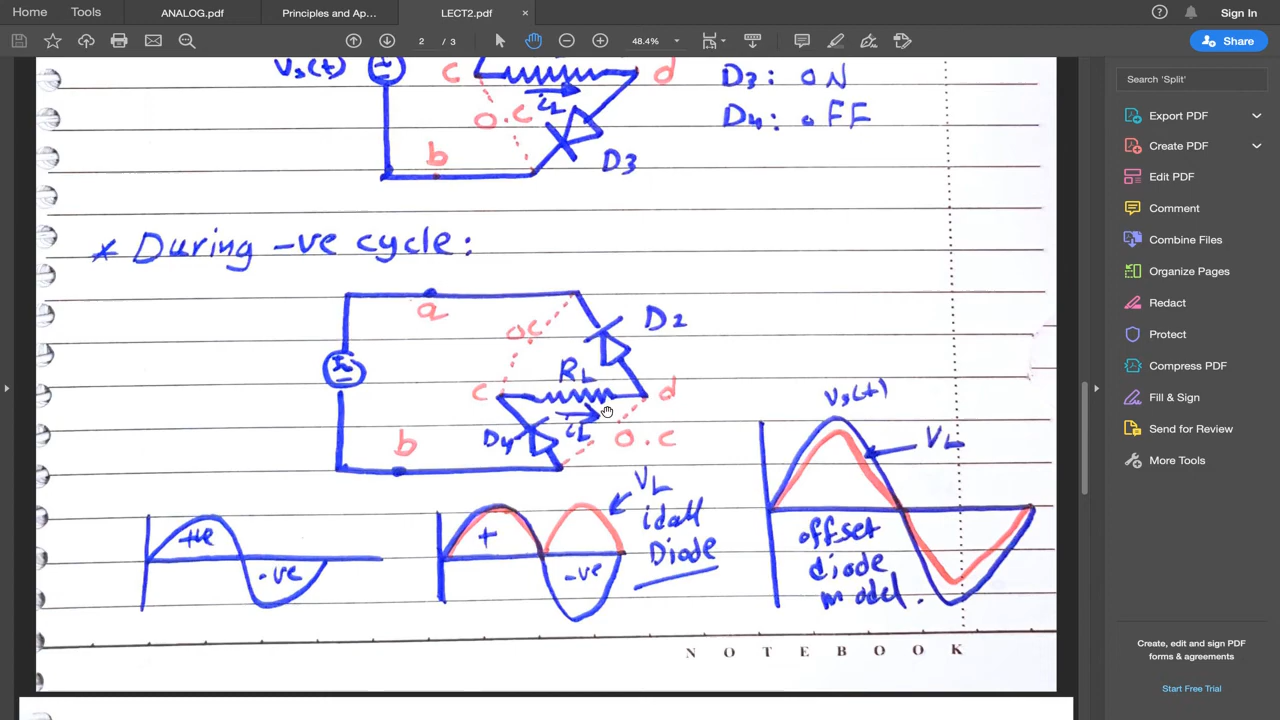 Home Tools ANALOG.pdf Principles and Ap... LECT2.pdf × Sign In
2 / 3 48.4% Share
Vs(t) c d D3: ON
iL D4: OFF
o.c
b D3
* During -ve cycle:
a D2
oc
RL
c d
Vs(t)
D4 iL o.c
b VL
VL
+ve + idall offset
Diode diode
-ve -ve model.
NOTEBOOK
Search 'Split'
Export PDF
Create PDF
Edit PDF
Comment
Combine Files
Organize Pages
Redact
Protect
Compress PDF
Fill & Sign
Send for Review
More Tools
Create, edit and sign PDF
forms & agreements
Start Free Trial